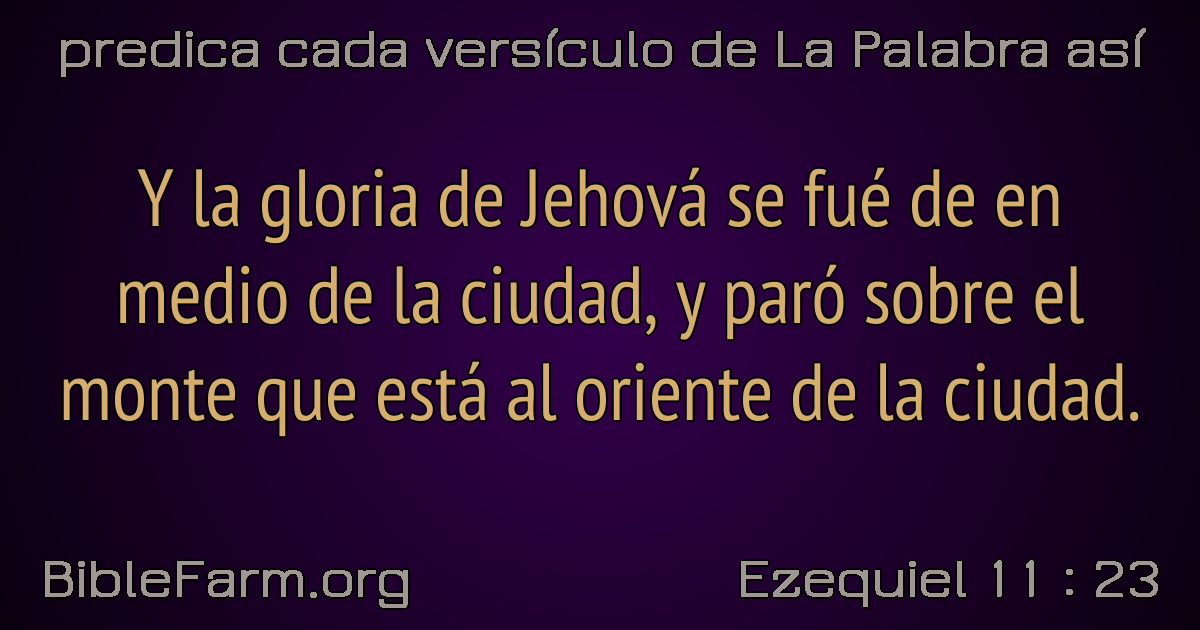 predica cada versículo de La Palabra así
Y la gloria de Jehová se fué de en
medio de la ciudad, y paró sobre el
monte que está al oriente de la ciudad.
BibleFarm.org
Ezequiel 11 : 23